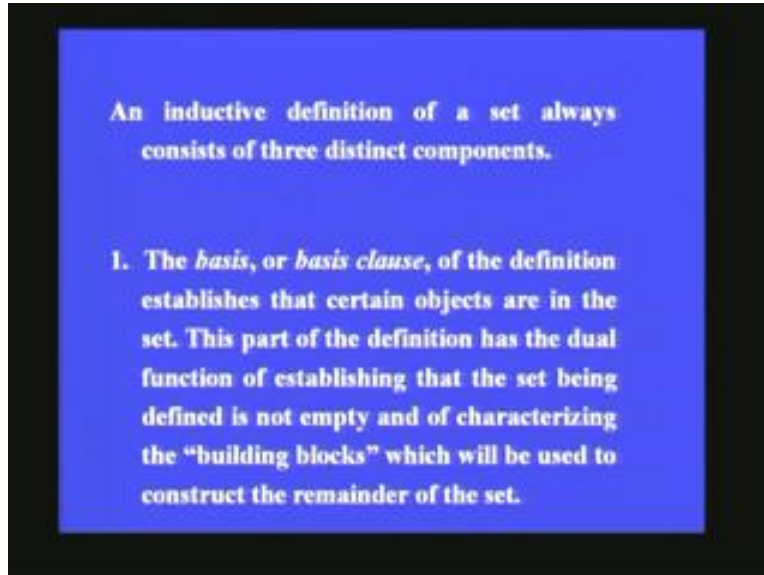 An inductive definition of a set always
consists of three distinct components.
1. The basis, or basis clause, of the definition
establishes that certain objects are in the
set. This part of the definition has the dual
function of establishing that the set being
defined is not empty and of characterizing
the “building blocks” which will be used to
construct the remainder of the set.